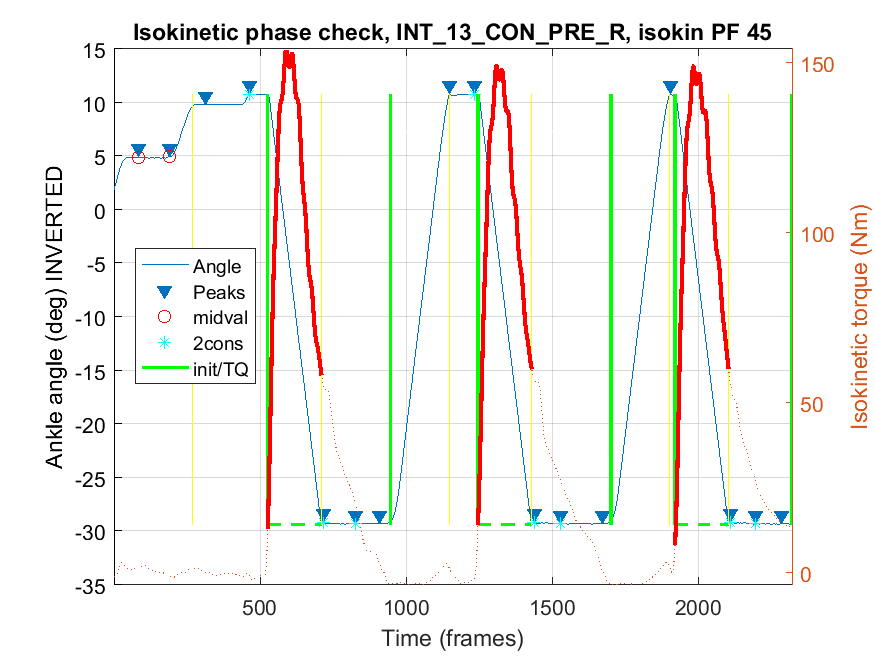 Isokinetic phase check, INT_13_CON_PRE_R, isokin PF 45
Ankle angle (deg) INVERTED
15
10
5
0
-5
-10
-15
-20
-25
-30
-35
Angle
Peaks
midval
2cons
init/TQ
150
100
50
0
Isokinetic torque (Nm)
500
1000
1500
2000
Time (frames)